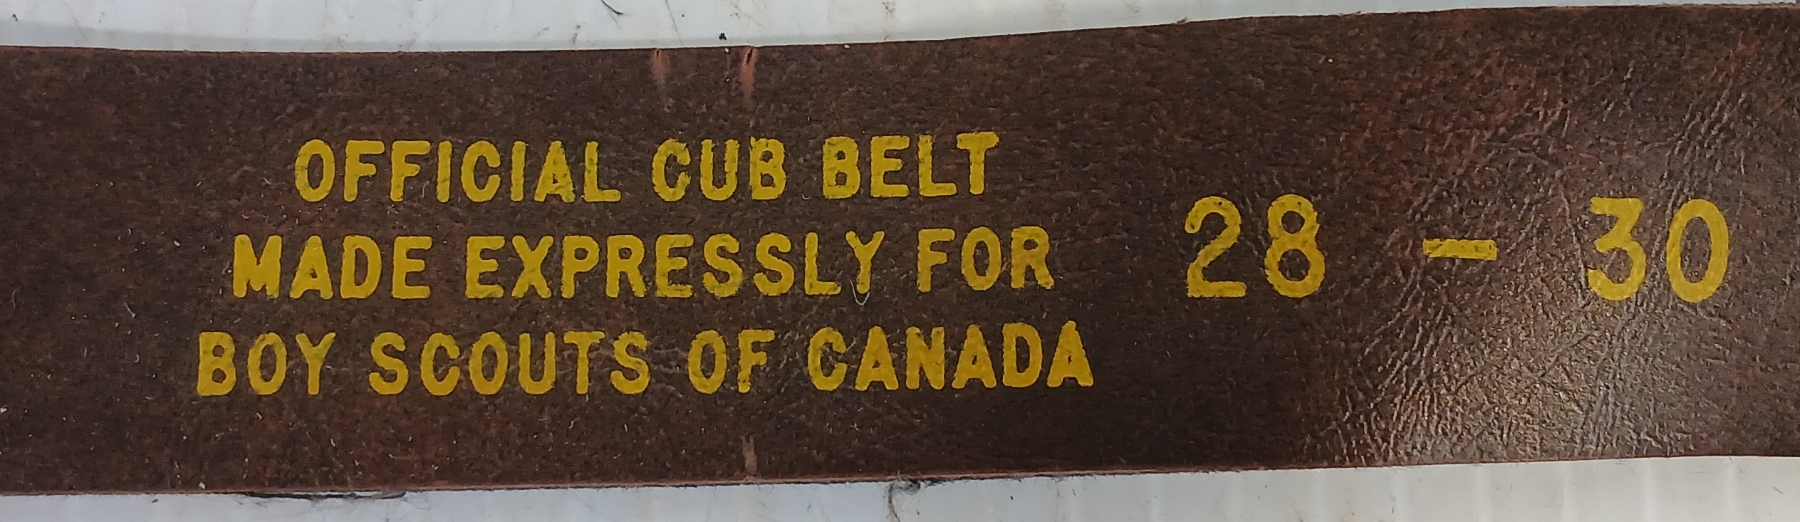 OFFICIAL CUB BELT
MADE EXPRESSLY FOR
BOY SCOUTS OF CANADA
28 - 30